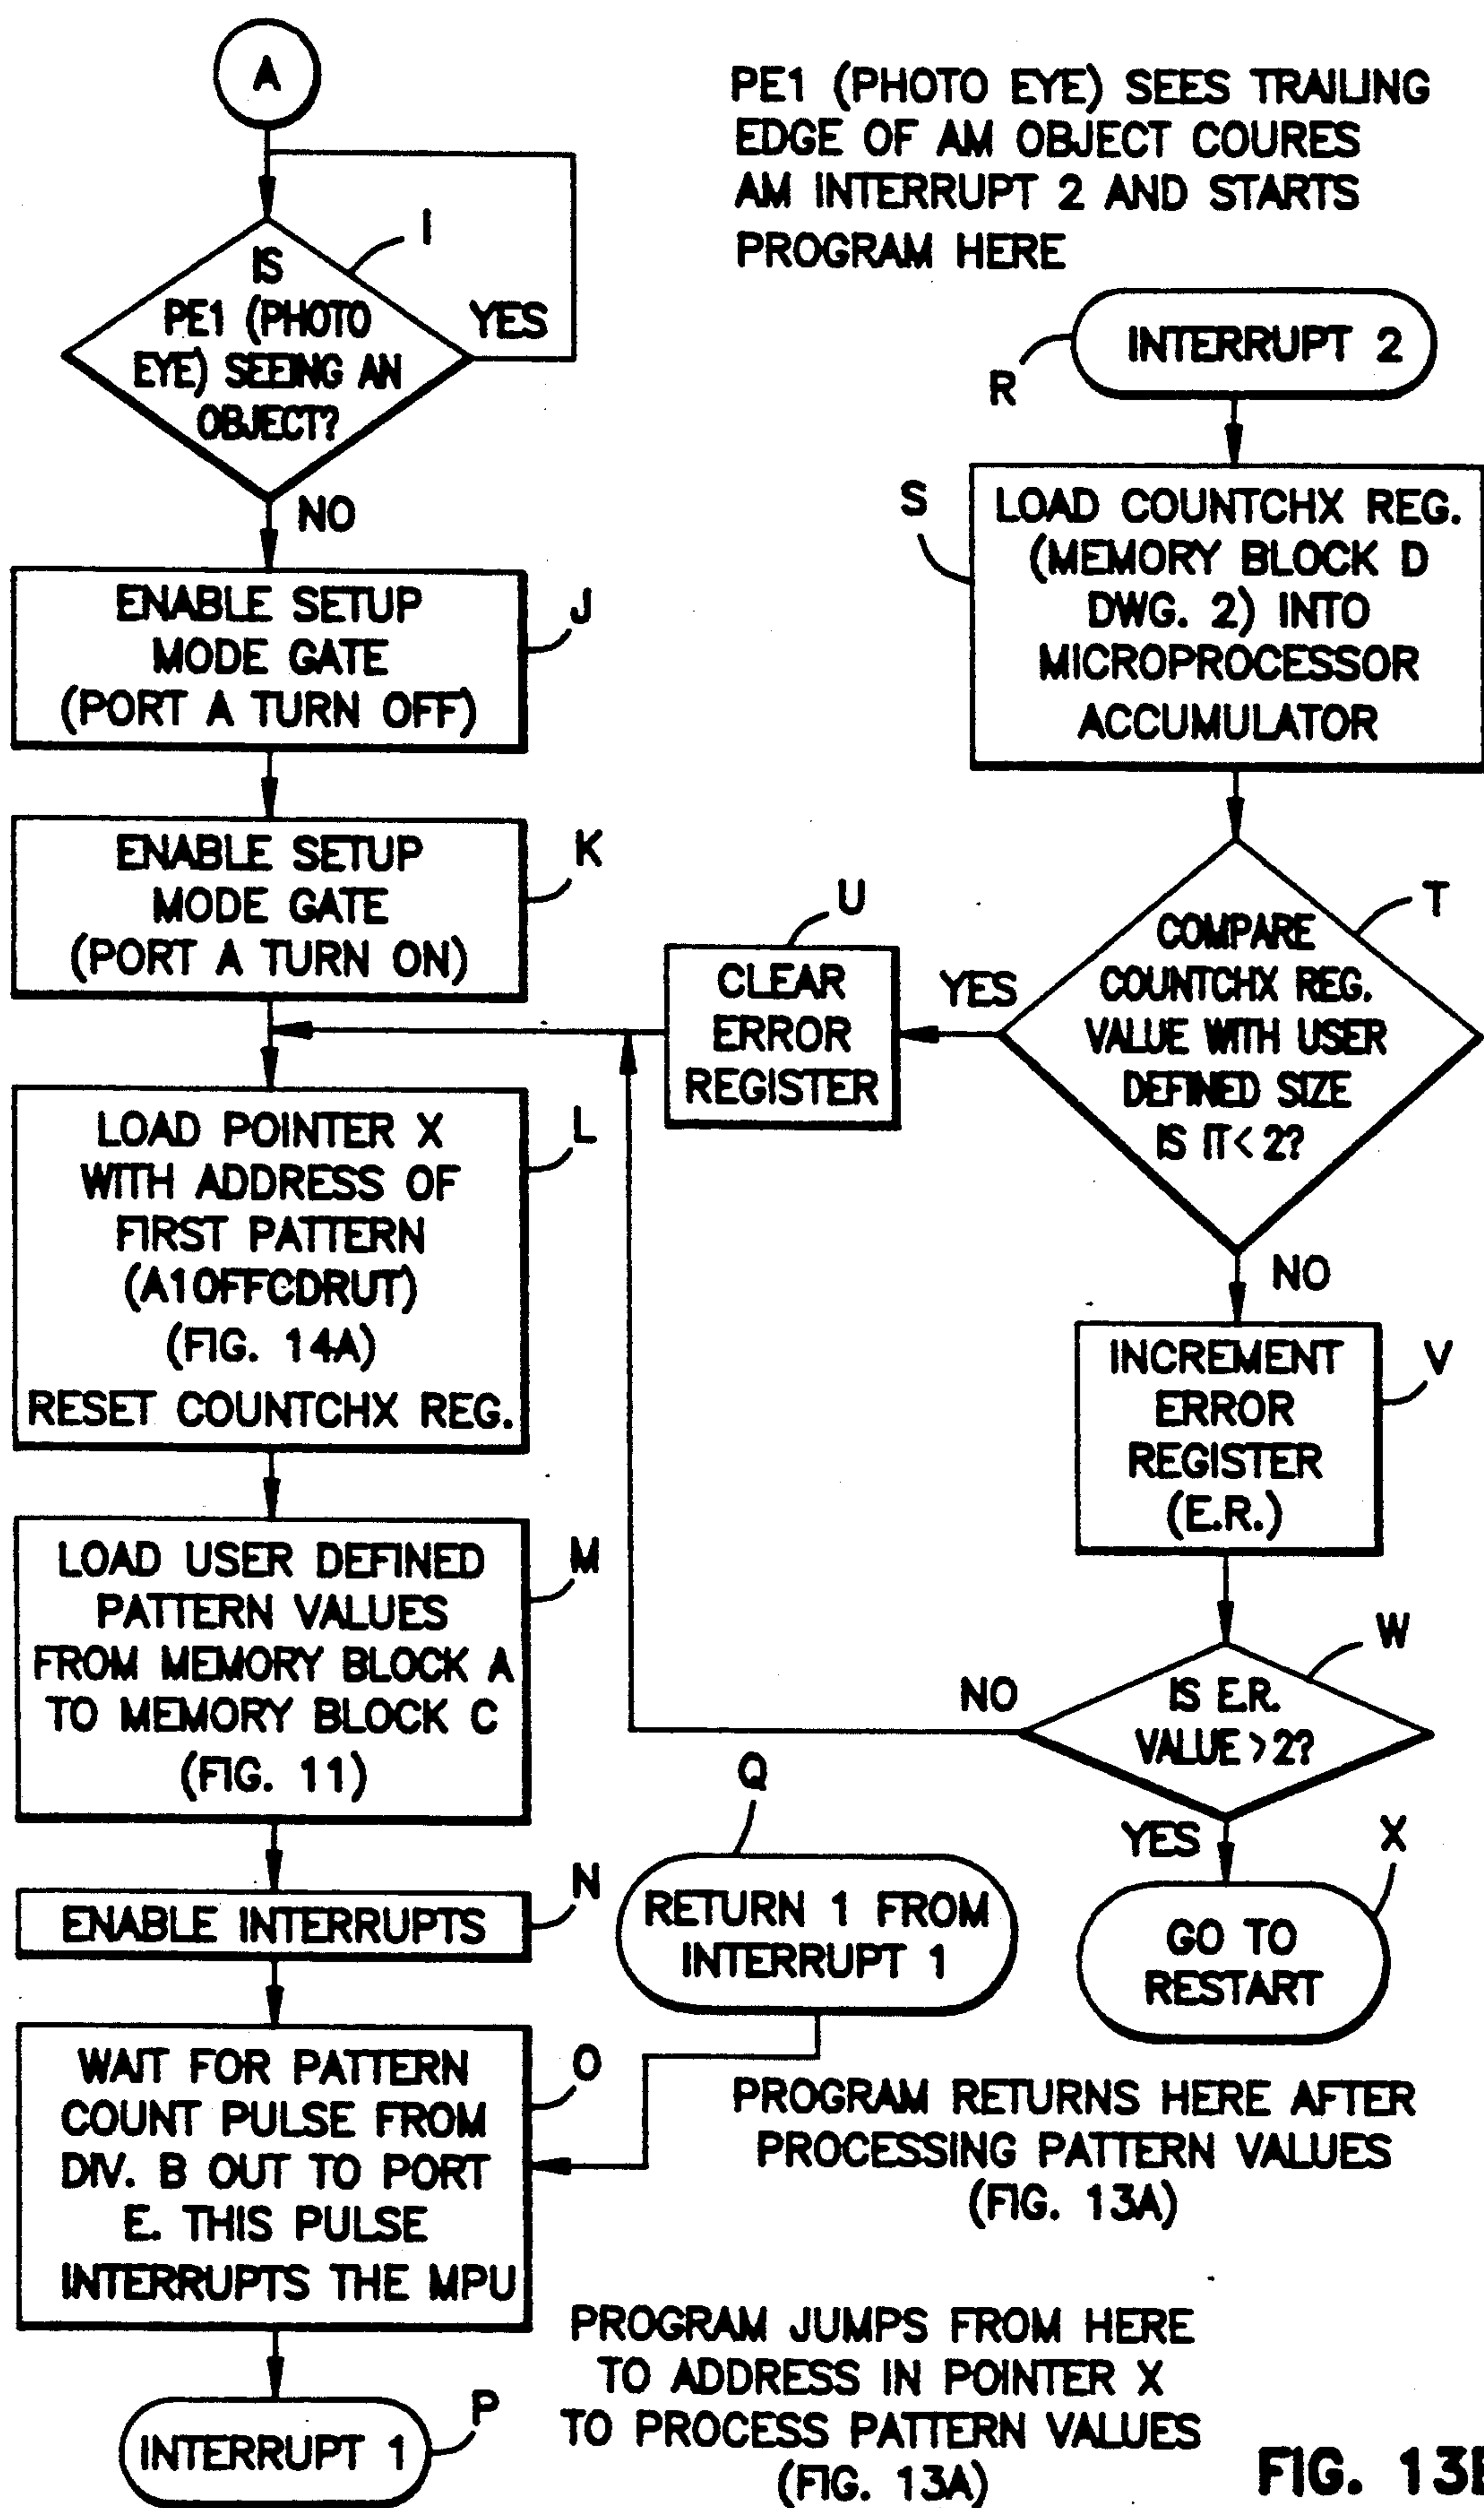 A
PE1 (PHOTO EYE) SEES TRAILING
EDGE OF AM OBJECT COURES
AM INTERRUPT 2 AND STARTS
PROGRAM HERE
I
IS
PE1 (PHOTO
EYE) SEEING AN
OBJECT?
YES
NO
ENABLE SETUP
MODE GATE
(PORT A TURN OFF)
J
ENABLE SETUP
MODE GATE
(PORT A TURN ON)
K
LOAD POINTER X
WITH ADDRESS OF
FIRST PATTERN
(A10FFCDRUT)
(FIG. 14A)
RESET COUNTCHX REG.
L
LOAD USER DEFINED
PATTERN VALUES
FROM MEMORY BLOCK A
TO MEMORY BLOCK C
(FIG. 11)
M
ENABLE INTERRUPTS
N
WAIT FOR PATTERN
COUNT PULSE FROM
DIV. B OUT TO PORT
E. THIS PULSE
INTERRUPTS THE MPU
O
INTERRUPT 1
P
PROGRAM JUMPS FROM HERE
TO ADDRESS IN POINTER X
TO PROCESS PATTERN VALUES
(FIG. 13A)
Q
RETURN 1 FROM
INTERRUPT 1
PROGRAM RETURNS HERE AFTER
PROCESSING PATTERN VALUES
(FIG. 13A)
INTERRUPT 2
R
S
LOAD COUNTCHX REG.
(MEMORY BLOCK D
DWG. 2) INTO
MICROPROCESSOR
ACCUMULATOR
T
COMPARE
COUNTCHX REG.
VALUE WITH USER
DEFINED SIZE
IS IT < 2?
YES
U
CLEAR
ERROR
REGISTER
NO
INCREMENT
ERROR
REGISTER
(E.R.)
V
W
IS E.R.
VALUE > 2?
NO
YES
X
GO TO
RESTART
FIG. 13